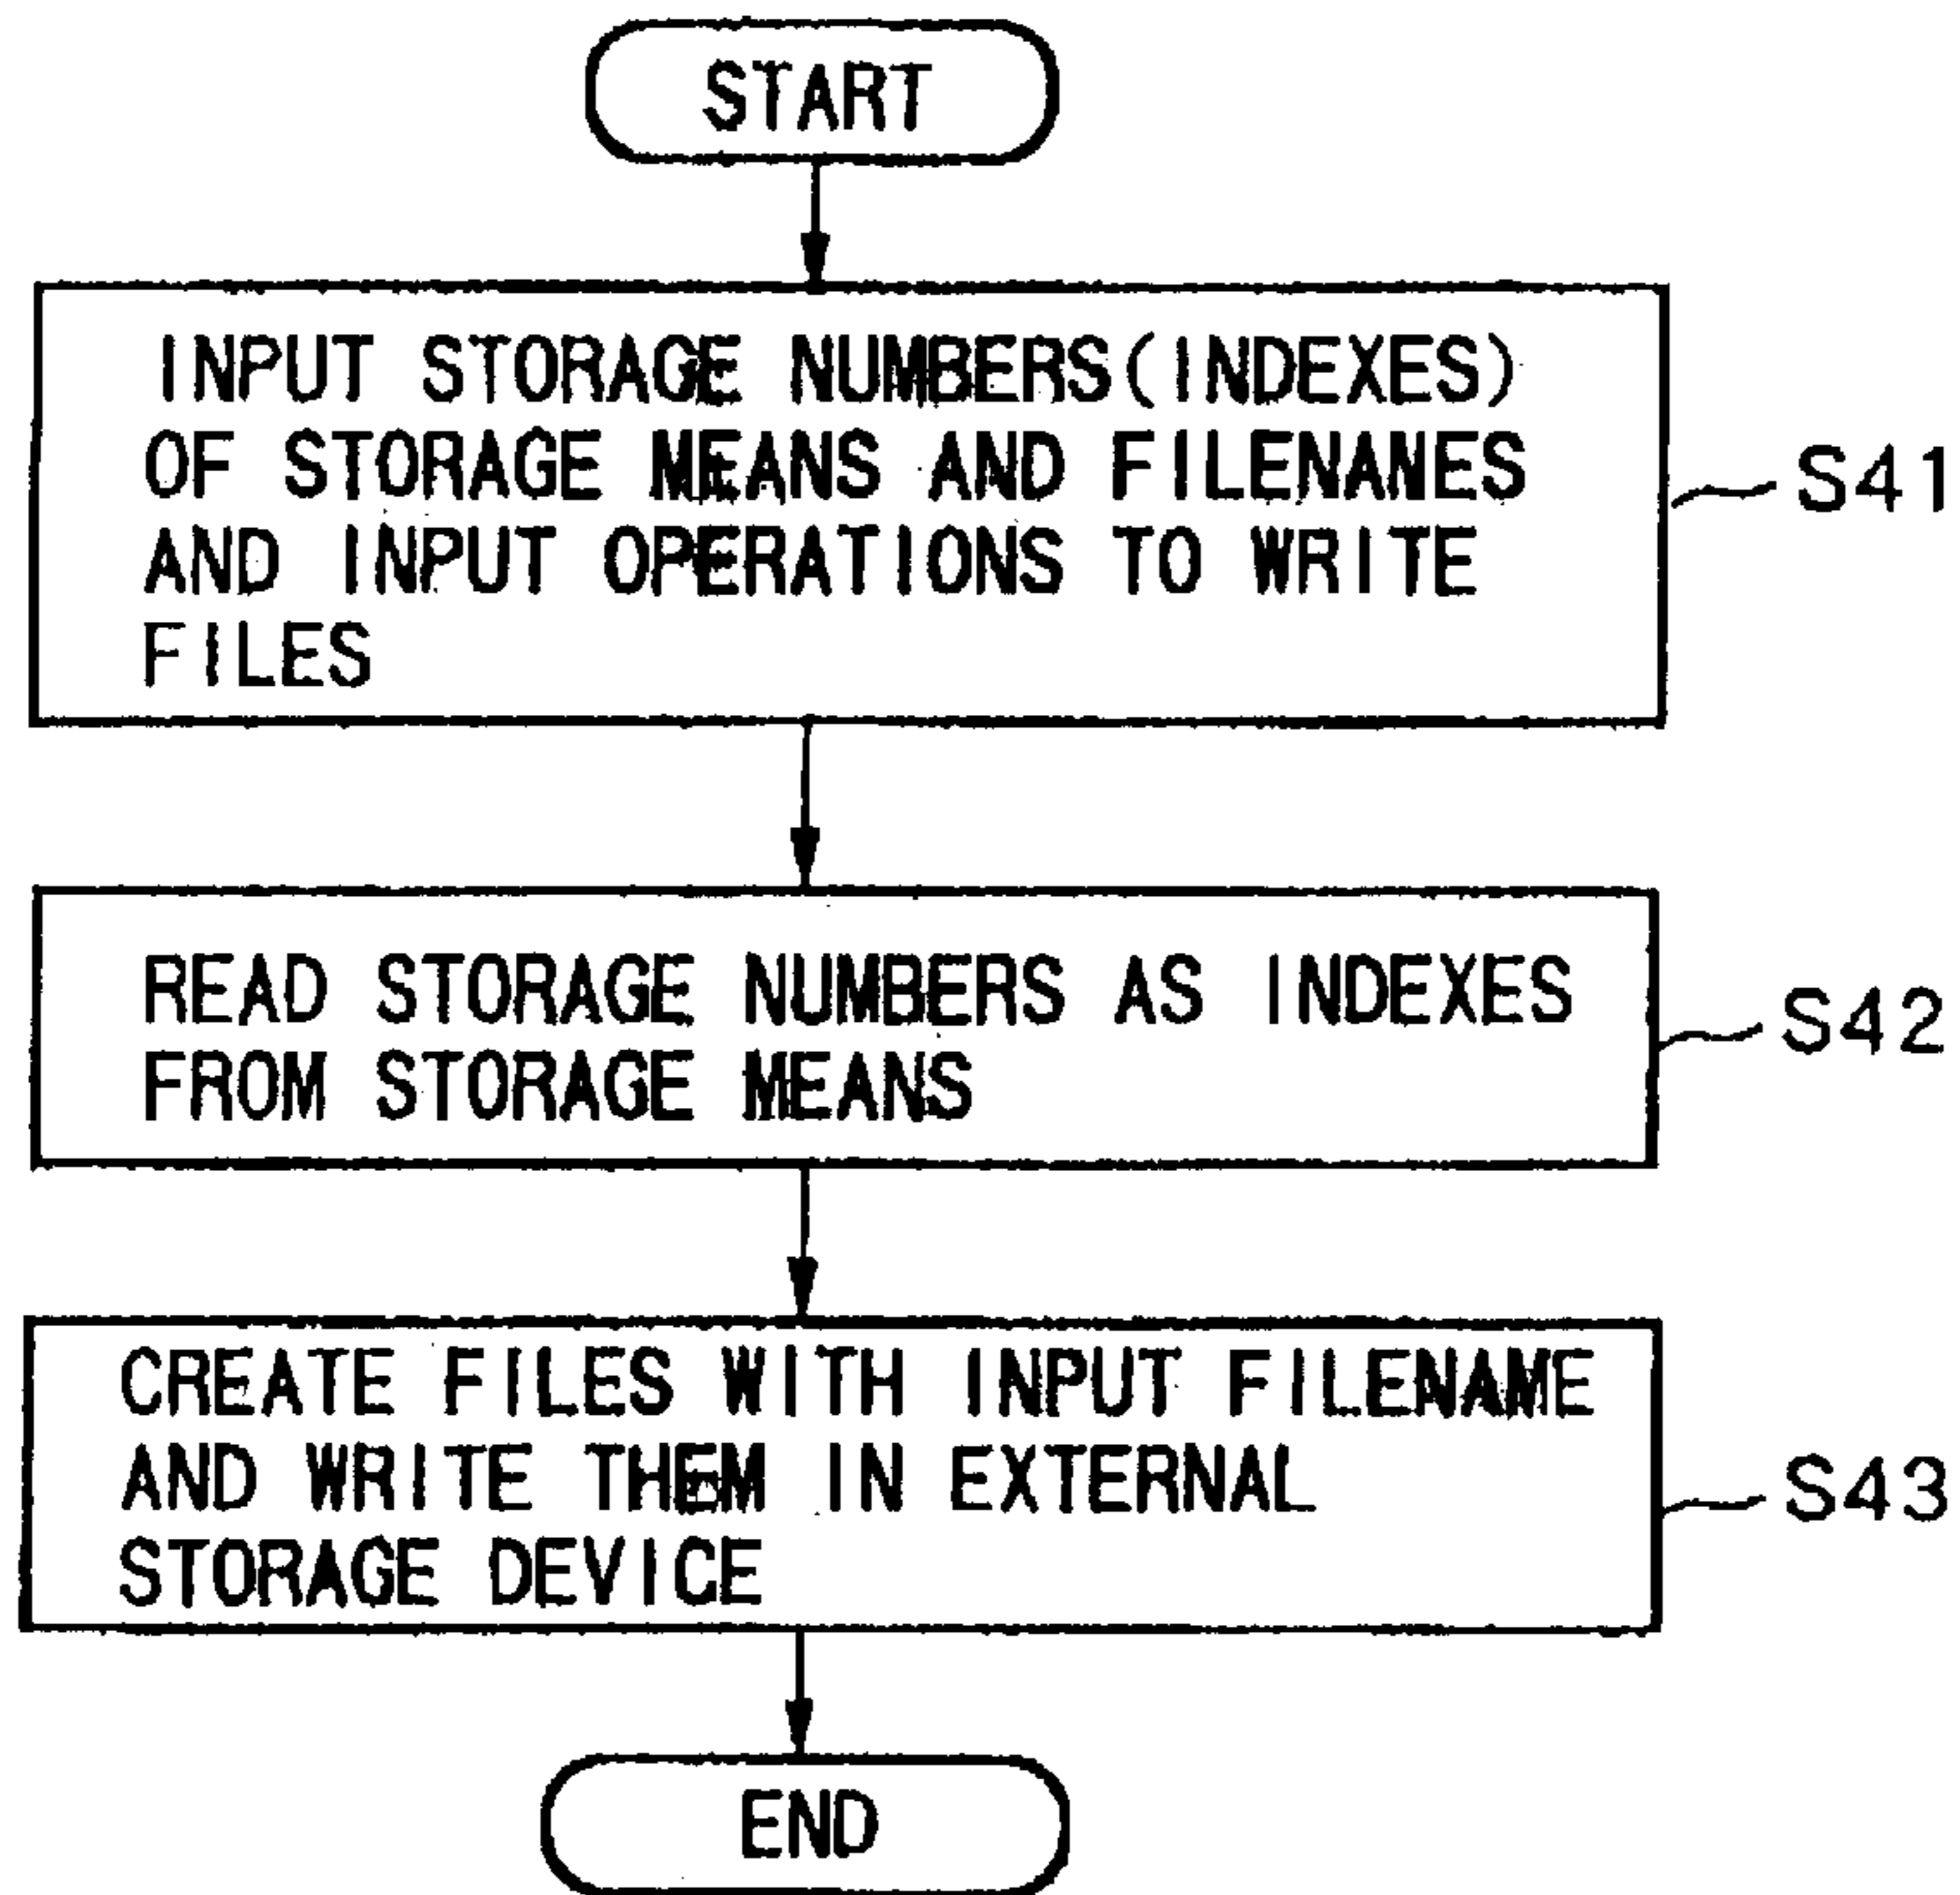 START
INPUT STORAGE NUMBERS(INDEXES)
OF STORAGE MEANS AND FILENANES
AND INPUT OPERATIONS TO WRITE
FILES
S41
READ STORAGE NUMBERS AS INDEXES
FROM STORAGE MEANS
S42
CREATE FILES WITH INPUT FILENAME
AND WRITE THEM IN EXTERNAL
STORAGE DEVICE
S43
END